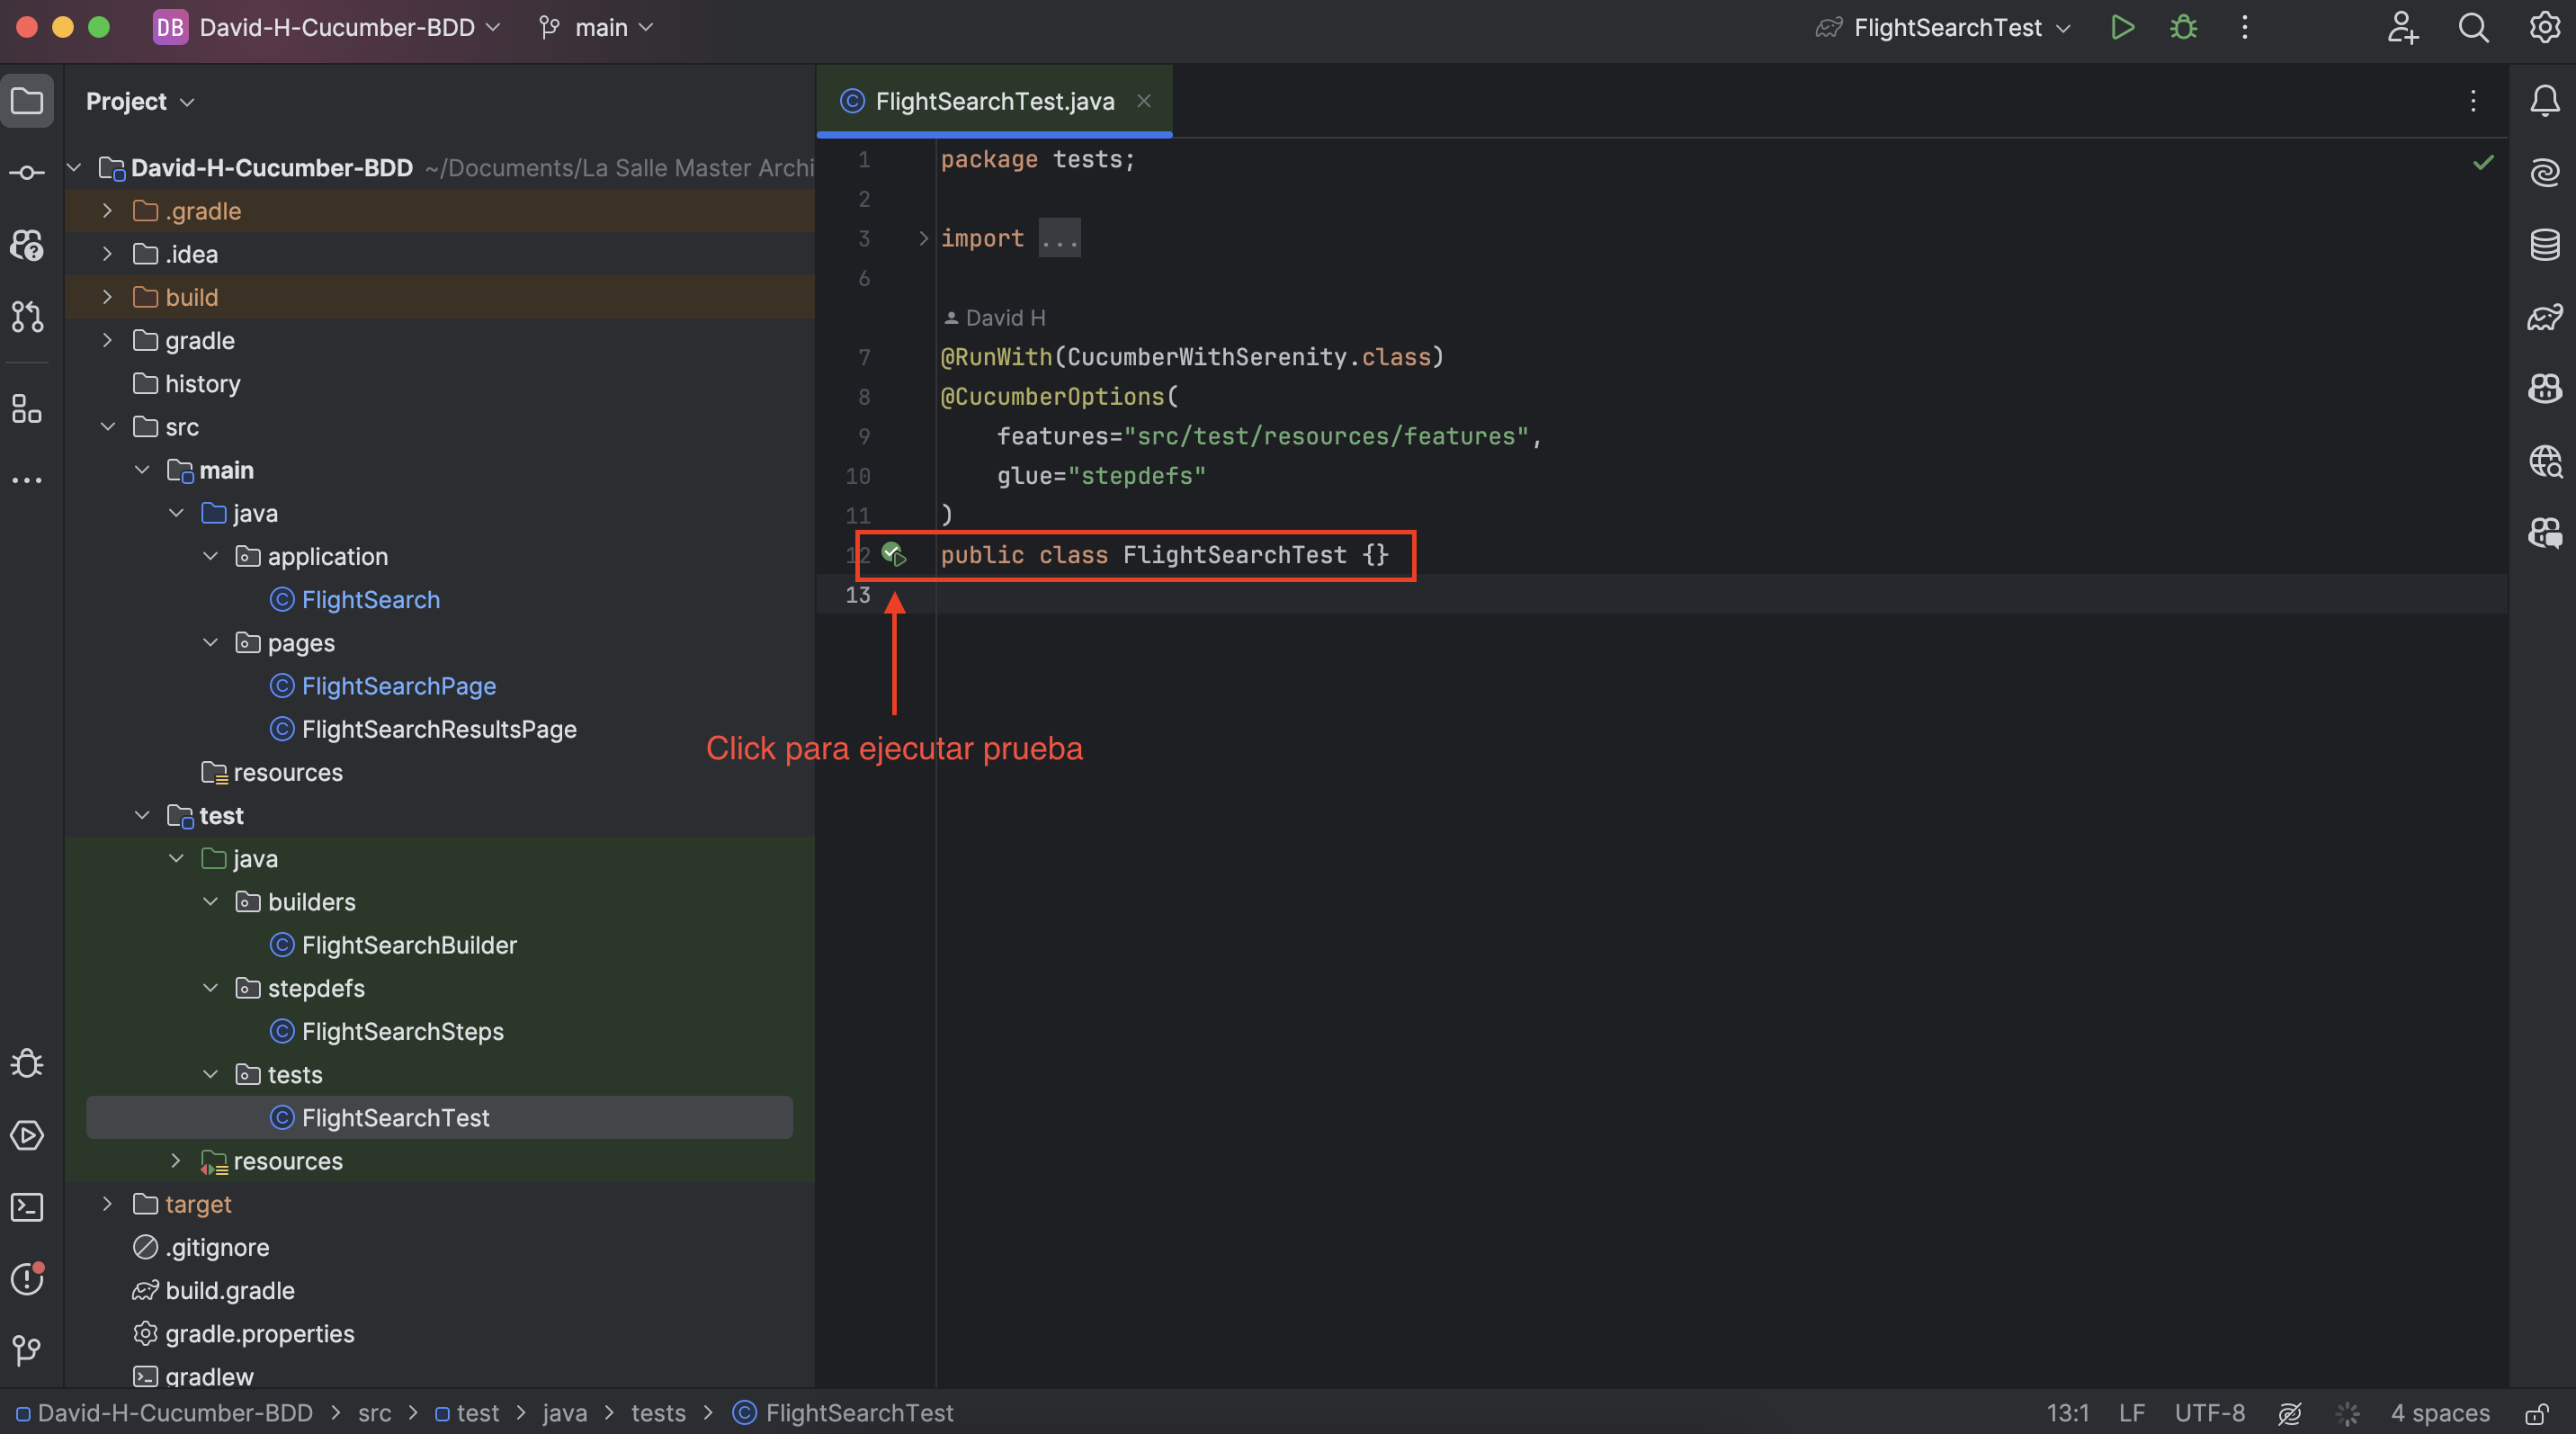 DB David-H-Cucumber-BDD main FlightSearchTest
Project
David-H-Cucumber-BDD ~/Documents/La Salle Master Archi
.gradle
.idea
build
gradle
history
src
main
java
application
FlightSearch
pages
FlightSearchPage
FlightSearchResultsPage
resources
test
java
builders
FlightSearchBuilder
stepdefs
FlightSearchSteps
tests
FlightSearchTest
resources
target
.gitignore
build.gradle
gradle.properties
gradlew
FlightSearchTest.java
1 package tests;
2
3 import ...
6
David H
7 @RunWith(CucumberWithSerenity.class)
8 @CucumberOptions(
9 features="src/test/resources/features",
10 glue="stepdefs"
11 )
12 public class FlightSearchTest {}
13
Click para ejecutar prueba
David-H-Cucumber-BDD > src > test > java > tests > FlightSearchTest 13:1 LF UTF-8 4 spaces